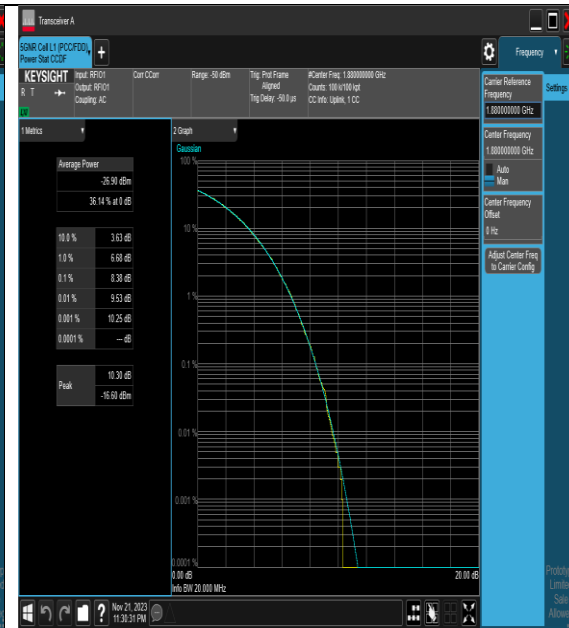 Transceiver A
5GNR Cell L1 (PCC/FDD),
Power Stat CCDF
Frequency
KEYSIGHT
R T
LV
Input: RFIO1
Output: RFIO1
Coupling: AC
Corr CCorr
Range: -50 dBm
Trig: Prot Frame
Aligned
Trig Delay: -50.0 µs
#Center Freq: 1.880000000 GHz
Counts: 100 k/100 kpt
CC Info: Uplink, 1 CC
Carrier Reference
Frequency
1.880000000 GHz
Settings
Center Frequency
1.880000000 GHz
Auto
Man
Center Frequency
Offset
0 Hz
Adjust Center Freq
to Carrier Config
1 Metrics
Average Power
-26.90 dBm
36.14 % at 0 dB
10.0 % 3.63 dB
1.0 % 6.68 dB
0.1 % 8.38 dB
0.01 % 9.53 dB
0.001 % 10.25 dB
0.0001 % --- dB
Peak
10.30 dB
-16.60 dBm
2 Graph
Gaussian
100 %
10 %
1 %
0.1 %
0.01 %
0.001 %
0.0001 %
0.00 dB
20.00 dB
Info BW 20.000 MHz
?
Nov 21, 2023
11:30:31 PM